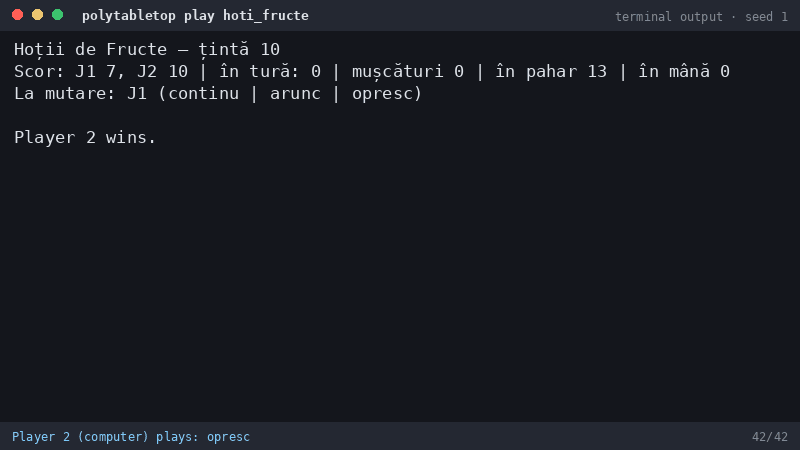 polytabletop play hoti_fructe
terminal output · seed 1
Hoții de Fructe — țintă 10
Scor: J1 7, J2 10 | în tură: 0 | mușcături 0 | în pahar 13 | în mână 0
La mutare: J1 (continu | arunc | opresc)
Player 2 wins.
Player 2 (computer) plays: opresc
42/42